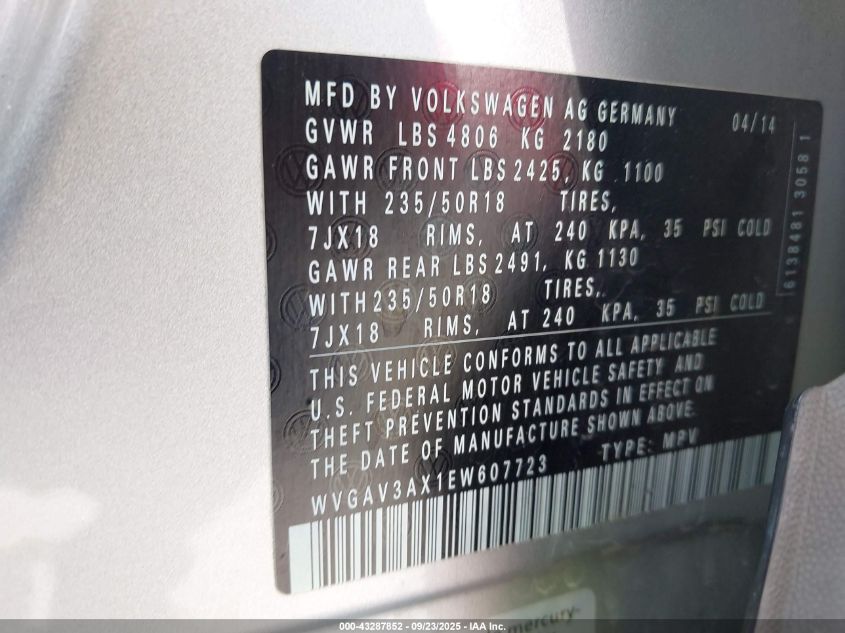 MFD BY VOLKSWAGEN AG GERMANY 04/14
GVWR LBS 4806 KG 2180
GAWR FRONT LBS 2425, KG 1100
WITH 235/50R18 TIRES,
7JX18 RIMS, AT 240 KPA, 35 PSI COLD
GAWR REAR LBS 2491, KG 1130
WITH 235/50R18 TIRES,
7JX18 RIMS, AT 240 KPA, 35 PSI COLD
THIS VEHICLE CONFORMS TO ALL APPLICABLE
U.S. FEDERAL MOTOR VEHICLE SAFETY AND
THEFT PREVENTION STANDARDS IN EFFECT ON
THE DATE OF MANUFACTURE SHOWN ABOVE.
WVGAV3AX1EW607723 TYPE: MPV
61384813058 1
mercury-
000-43287852 | 09/23/2025 - IAA Inc.